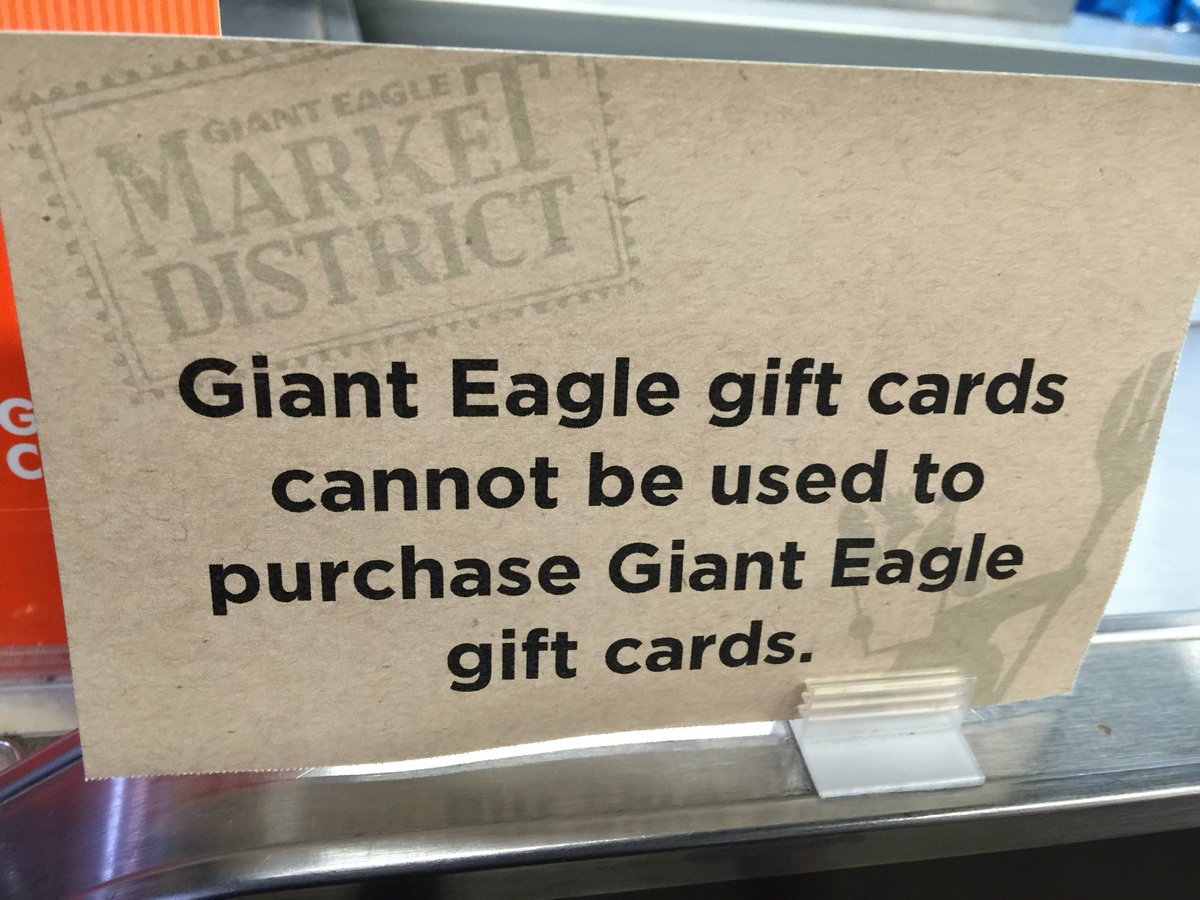 GIANT EAGLE
MARKET
DISTRICT
Giant Eagle gift cards
cannot be used to
purchase Giant Eagle
gift cards.
G
C